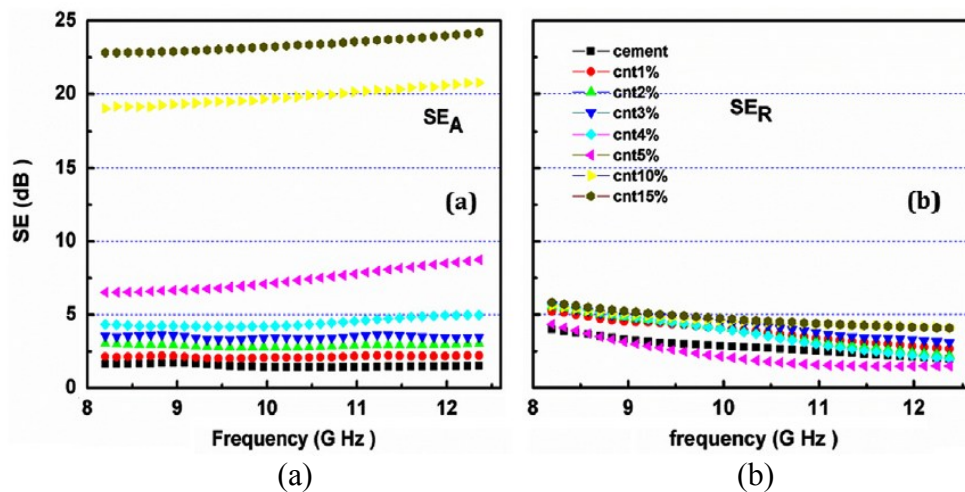 25
20
15
10
5
0
SE (dB)
SE_A
(a)
8 9 10 11 12
Frequency (G Hz )
SE_R
cement
cnt1%
cnt2%
cnt3%
cnt4%
cnt5%
cnt10%
cnt15%
(b)
8 9 10 11 12
frequency (G Hz )
(a) (b)